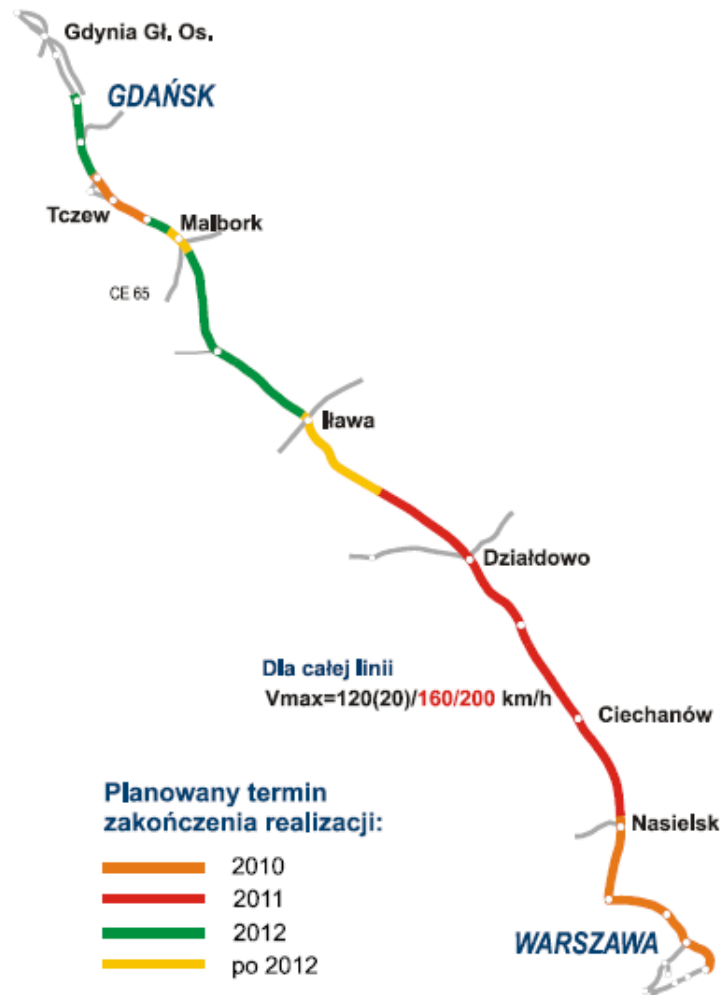 Gdynia Gł. Os.
GDAŃSK
Tczew
Malbork
CE 65
Iława
Działdowo
Dla całej linii
Vmax=120(20)/160/200 km/h
Ciechanów
Planowany termin
zakończenia realizacji:
Nasielsk
2010
2011
2012
WARSZAWA
po 2012